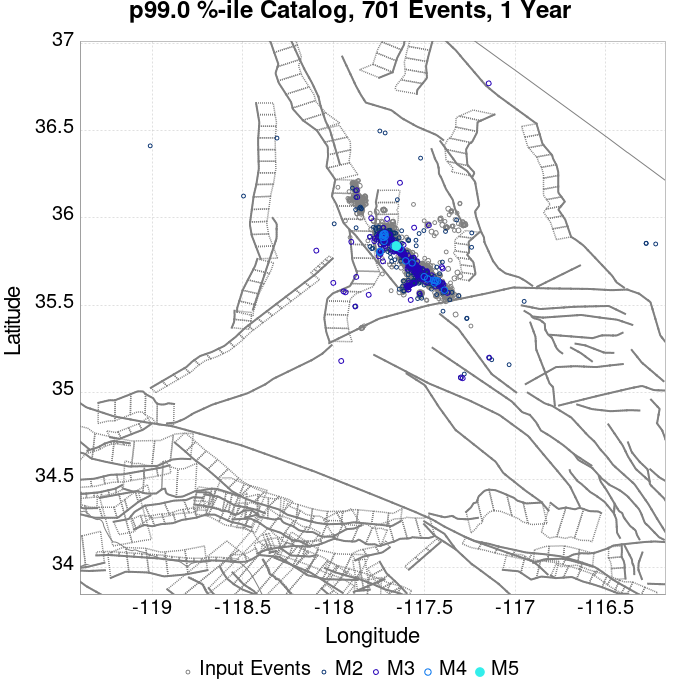 p99.0 %-ile Catalog, 701 Events, 1 Year
37
36.5
36
35.5
35
34.5
34
Latitude
-119 -118.5 -118 -117.5 -117 -116.5
Longitude
Input Events M2 M3 M4 M5